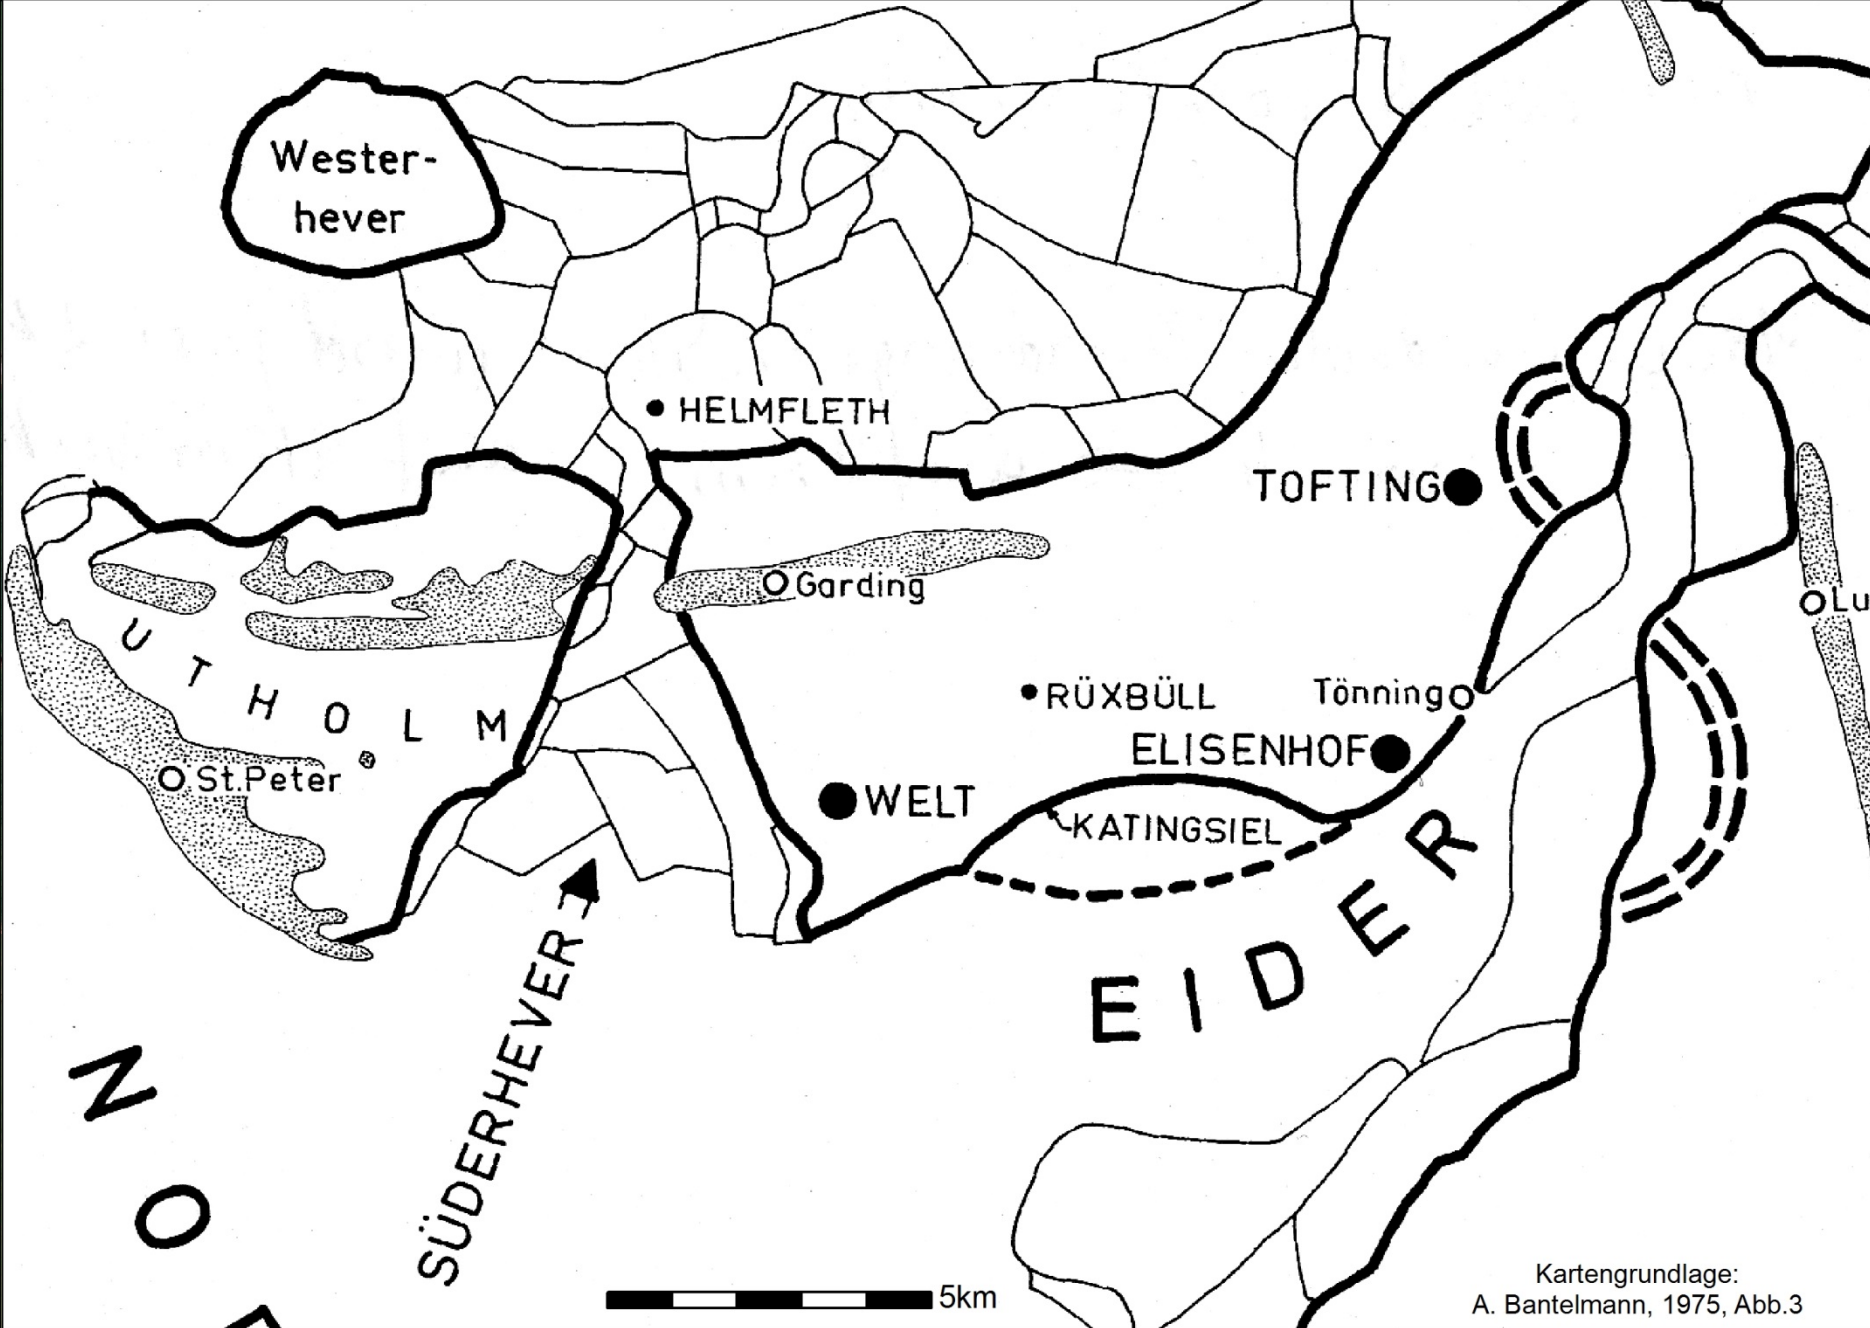 Wester-
hever
HELMFLETH
TOFTING
Garding
Lu
UTHOLM
RÜXBÜLL
Tönning
ELISENHOF
St.Peter
WELT
KATINGSIEL
EIDER
SÜDERHEVER
NO
5km
Kartengrundlage:
A. Bantelmann, 1975, Abb.3